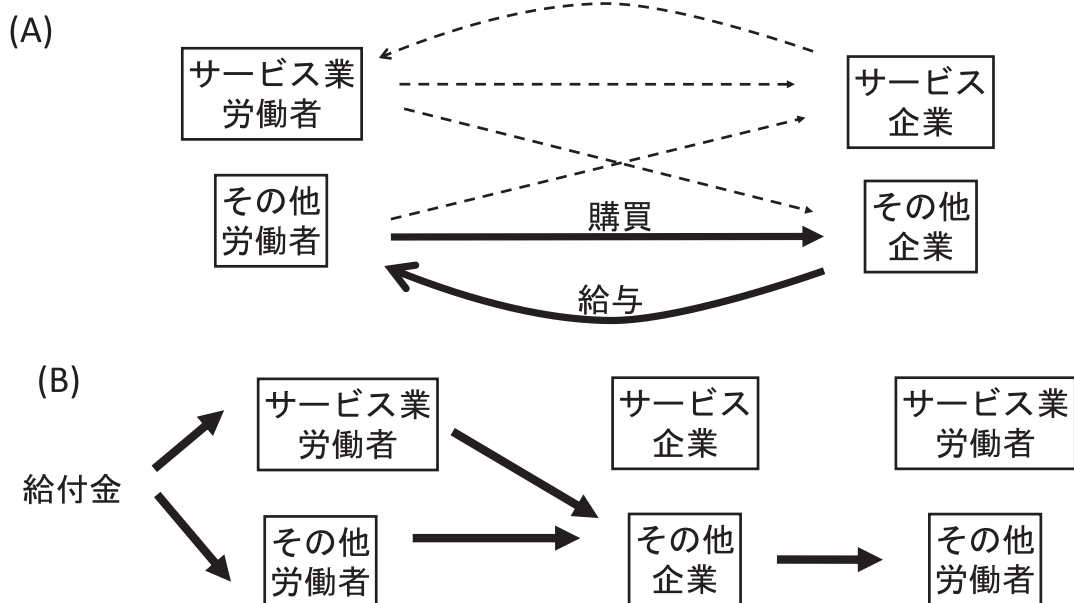 (A)
サービス業
労働者
サービス
企業
その他
労働者
購買
その他
企業
給与
(B)
サービス業
労働者
サービス
企業
サービス業
労働者
給付金
その他
労働者
その他
企業
その他
労働者